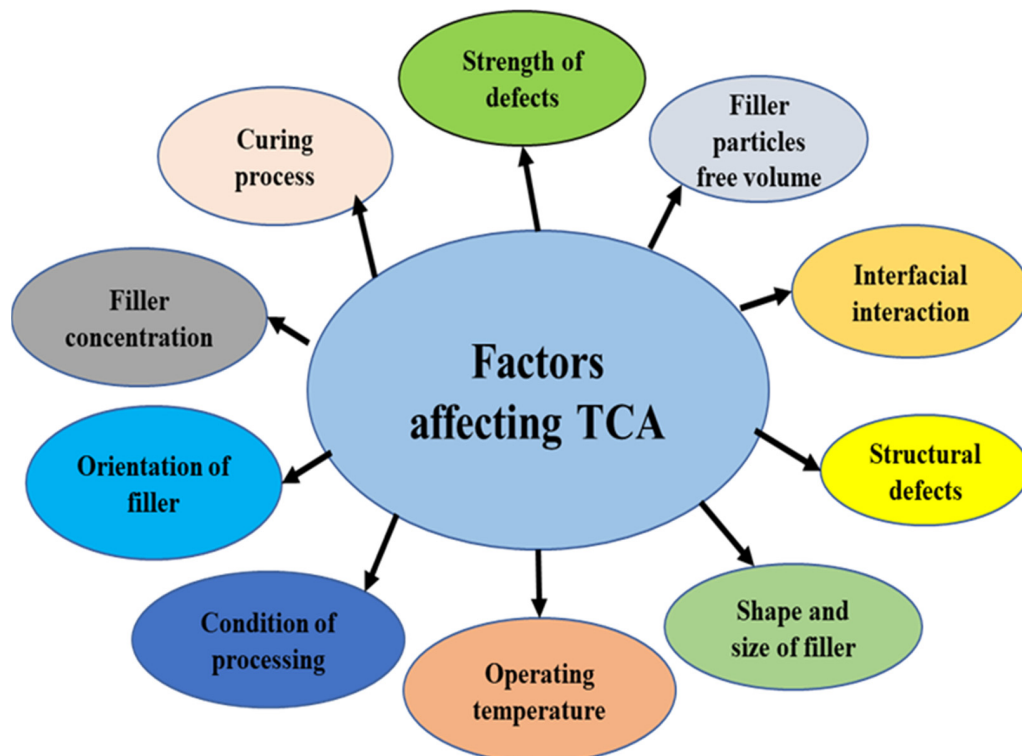 Strength of
defects
Filler
particles
free volume
Curing
process
Interfacial
interaction
Filler
concentration
Factors
affecting TCA
Structural
defects
Orientation of
filler
Shape and
size of filler
Condition of
processing
Operating
temperature